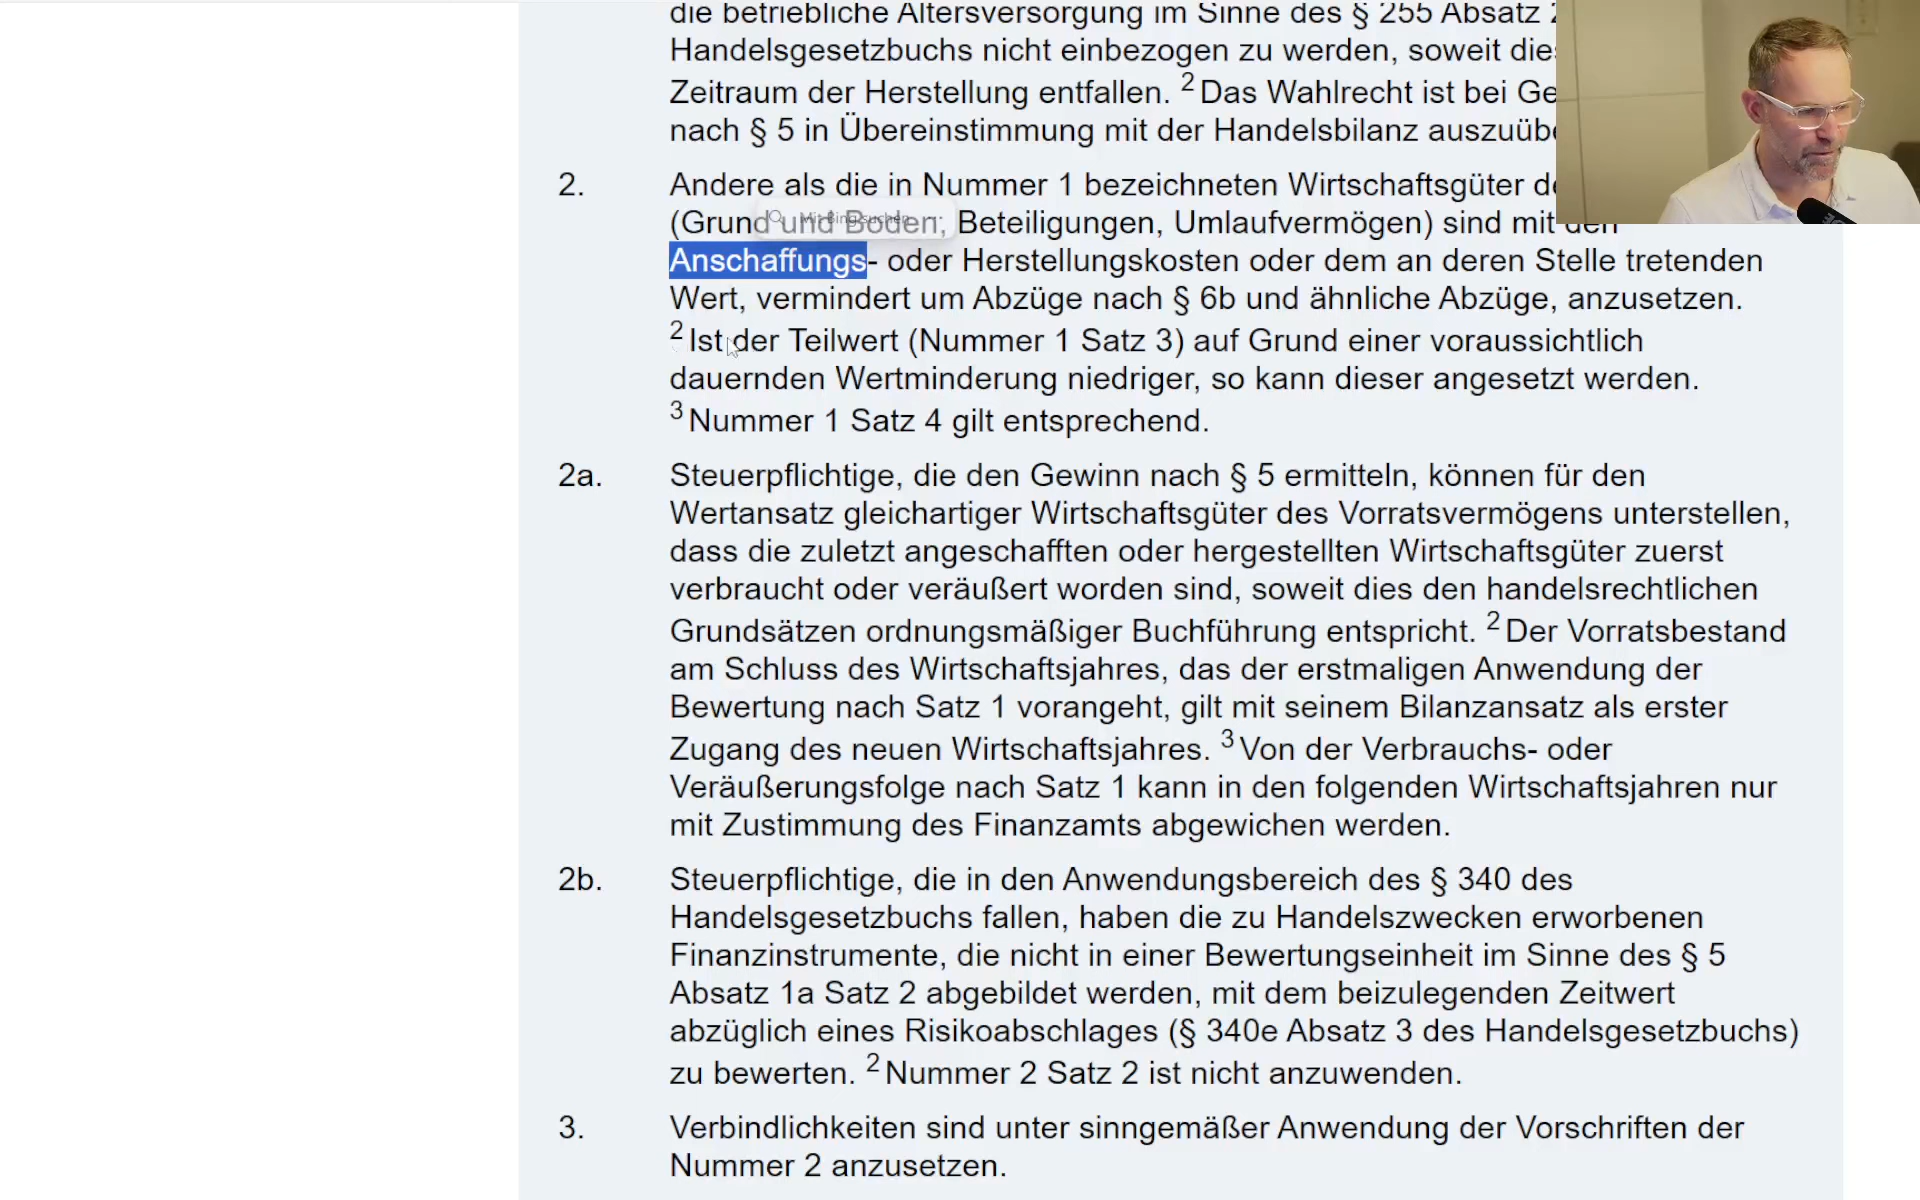 die betriebliche Altersversorgung im Sinne des § 255 Absatz
Handelsgesetzbuchs nicht einbezogen zu werden, soweit
Zeitraum der Herstellung entfallen. ² Das Wahlrecht ist bei
nach § 5 in Übereinstimmung mit der Handelsbilanz
2. Andere als die in Nummer 1 bezeichneten Wirtschaftsgüter
(Grund und Boden, Beteiligungen, Umlaufvermögen) sind mit den
Mit Bing suchen
Anschaffungs- oder Herstellungskosten oder dem an deren Stelle tretenden
Wert, vermindert um Abzüge nach § 6b und ähnliche Abzüge, anzusetzen.
² Ist der Teilwert (Nummer 1 Satz 3) auf Grund einer voraussichtlich
dauernden Wertminderung niedriger, so kann dieser angesetzt werden.
³ Nummer 1 Satz 4 gilt entsprechend.
2a. Steuerpflichtige, die den Gewinn nach § 5 ermitteln, können für den
Wertansatz gleichartiger Wirtschaftsgüter des Vorratsvermögens unterstellen,
dass die zuletzt angeschafften oder hergestellten Wirtschaftsgüter zuerst
verbraucht oder veräußert worden sind, soweit dies den handelsrechtlichen
Grundsätzen ordnungsmäßiger Buchführung entspricht. ² Der Vorratsbestand
am Schluss des Wirtschaftsjahres, das der erstmaligen Anwendung der
Bewertung nach Satz 1 vorangeht, gilt mit seinem Bilanzansatz als erster
Zugang des neuen Wirtschaftsjahres. ³ Von der Verbrauchs- oder
Veräußerungsfolge nach Satz 1 kann in den folgenden Wirtschaftsjahren nur
mit Zustimmung des Finanzamts abgewichen werden.
2b. Steuerpflichtige, die in den Anwendungsbereich des § 340 des
Handelsgesetzbuchs fallen, haben die zu Handelszwecken erworbenen
Finanzinstrumente, die nicht in einer Bewertungseinheit im Sinne des § 5
Absatz 1a Satz 2 abgebildet werden, mit dem beizulegenden Zeitwert
abzüglich eines Risikoabschlages (§ 340e Absatz 3 des Handelsgesetzbuchs)
zu bewerten. ² Nummer 2 Satz 2 ist nicht anzuwenden.
3. Verbindlichkeiten sind unter sinngemäßer Anwendung der Vorschriften der
Nummer 2 anzusetzen.